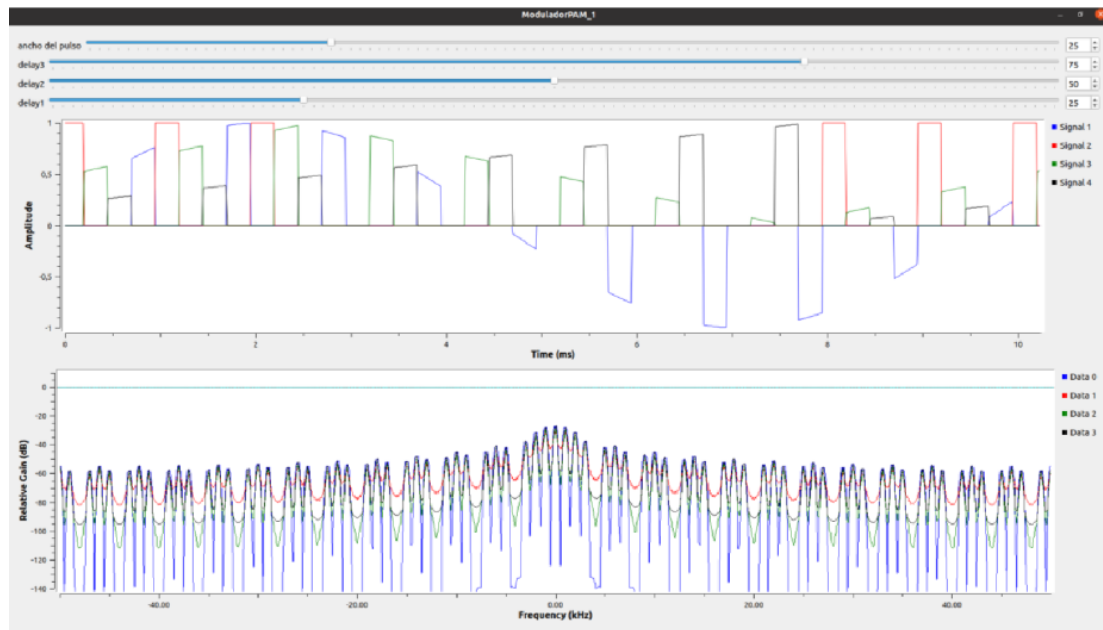 ModuladorPAM_1
ancho del pulso 25
delay3 75
delay2 50
delay1 25
1
0,5
0
-0,5
-1
Amplitude
0 2 4 6 8 10
Time (ms)
Signal 1
Signal 2
Signal 3
Signal 4
0
-20
-40
-60
-80
-100
-120
-140
Relative Gain (dB)
-40.00 -20.00 0.00 20.00 40.00
Frequency (kHz)
Data 0
Data 1
Data 2
Data 3